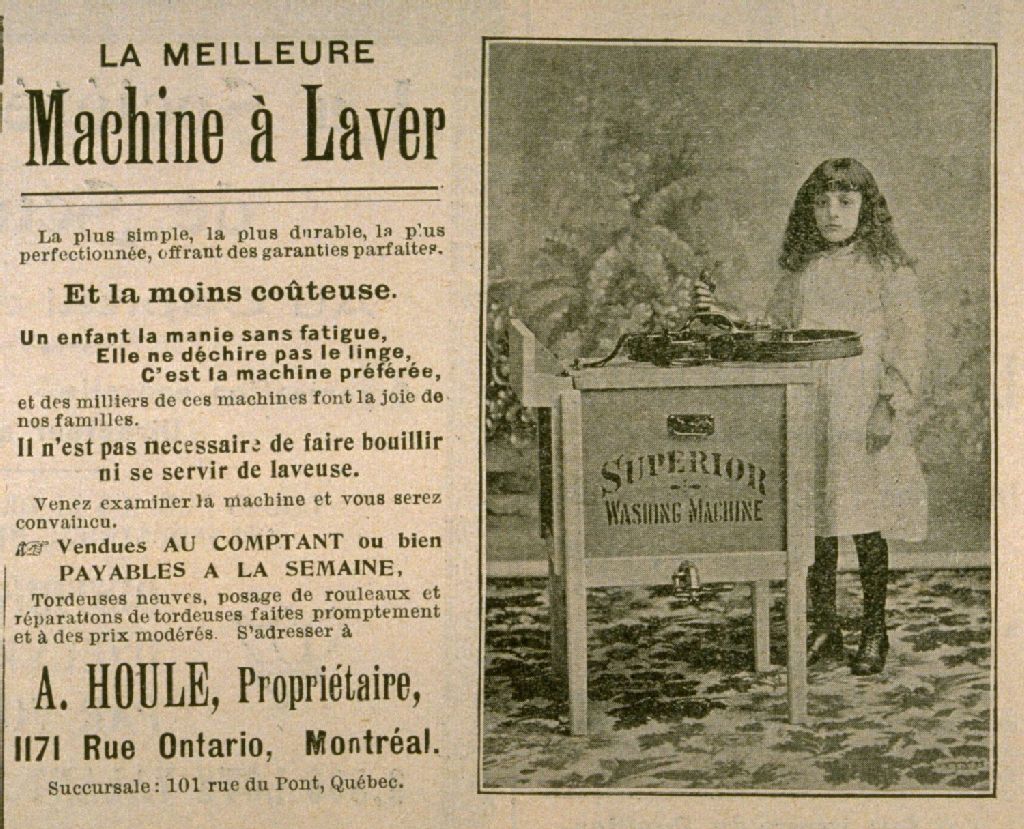 LA MEILLEURE
Machine à Laver
La plus simple, la plus durable, la plus
perfectionnée, offrant des garanties parfaites.
Et la moins coûteuse.
Un enfant la manie sans fatigue,
Elle ne déchire pas le linge,
C'est la machine préférée,
et des milliers de ces machines font la joie de
nos familles.
Il n'est pas necessaire de faire bouillir
ni se servir de laveuse.
Venez examiner la machine et vous serez
convaincu.
☞ Vendues AU COMPTANT ou bien
PAYABLES A LA SEMAINE,
Tordeuses neuves, posage de rouleaux et
réparations de tordeuses faites promptement
et à des prix modérés. S'adresser à
A. HOULE, Propriétaire,
1171 Rue Ontario, Montréal.
Succursale : 101 rue du Pont, Québec.
SUPERIOR
WASHING MACHINE